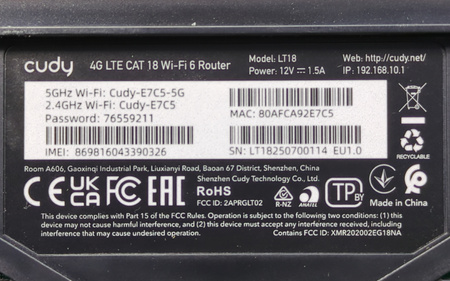 cudy 4G LTE CAT 18 Wi-Fi 6 Router Model: LT18 Web: http://cudy.net/
Power: 12V ⎓ 1.5A IP: 192.168.10.1
5GHz Wi-Fi: Cudy-E7C5-5G
2.4GHz Wi-Fi: Cudy-E7C5
Password: 76559211
MAC: 80AFCA92E7C5
IMEI: 869816043390326
SN: LT18250700114 EU1.0
RECYCLABLE
Room A606, Gaoxinqi Industrial Park, Liuxianyi Road, Baoan 67 District, Shenzhen, China
Shenzhen Cudy Technology Co., Ltd.
CE UK CA FC EAC RoHS
FCC ID: 2APRGLT02
R-NZ ANATEL TP BY Made in China
This device complies with Part 15 of the FCC Rules. Operation is subject to the following two conditions: (1) this
device may not cause harmful interference, and (2) this device must accept any interference received, including
interference that may cause undesired operation. Contains FCC ID: XMR202002EG18NA